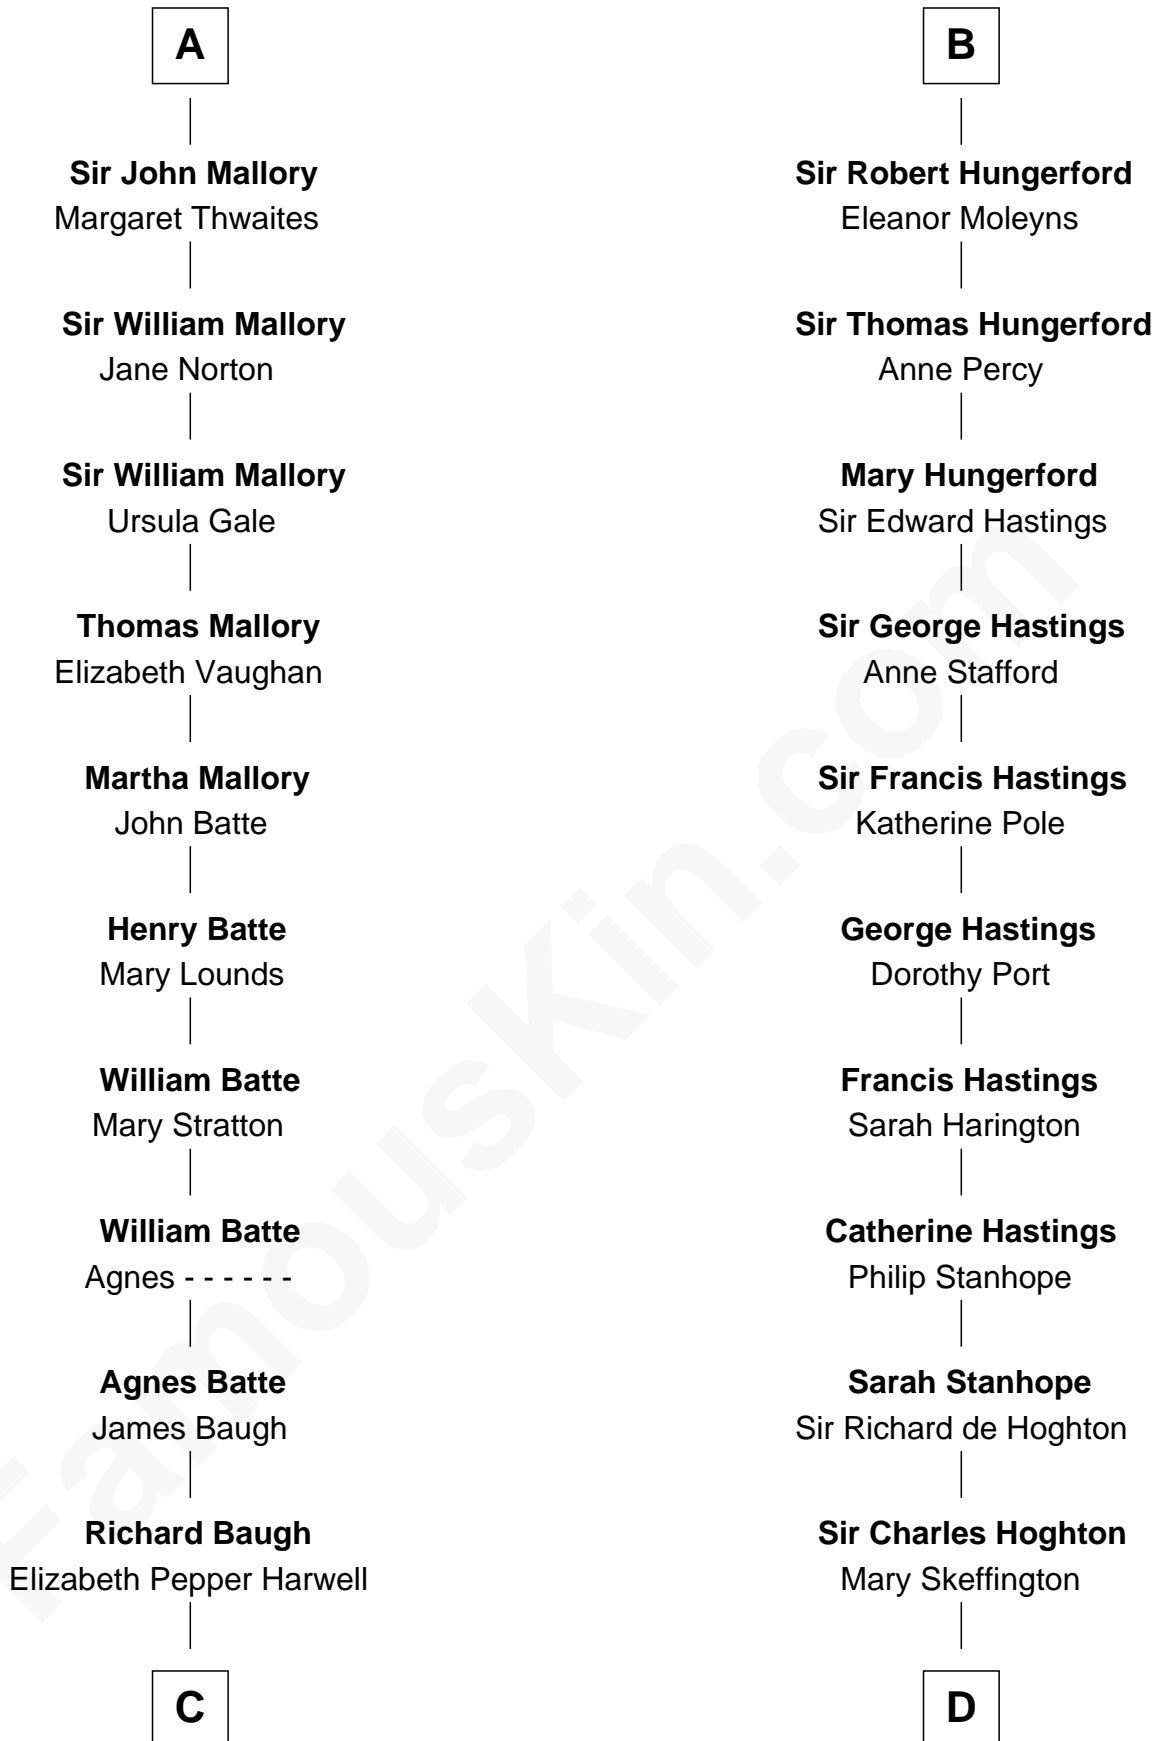 A
Sir John Mallory
Margaret Thwaites
Sir William Mallory
Jane Norton
Sir William Mallory
Ursula Gale
Thomas Mallory
Elizabeth Vaughan
Martha Mallory
John Batte
Henry Batte
Mary Lounds
William Batte
Mary Stratton
William Batte
Agnes - - - - - -
Agnes Batte
James Baugh
Richard Baugh
Elizabeth Pepper Harwell
C
B
Sir Robert Hungerford
Eleanor Moleyns
Sir Thomas Hungerford
Anne Percy
Mary Hungerford
Sir Edward Hastings
Sir George Hastings
Anne Stafford
Sir Francis Hastings
Katherine Pole
George Hastings
Dorothy Port
Francis Hastings
Sarah Harington
Catherine Hastings
Philip Stanhope
Sarah Stanhope
Sir Richard de Hoghton
Sir Charles Hoghton
Mary Skeffington
D
FamousKin.com